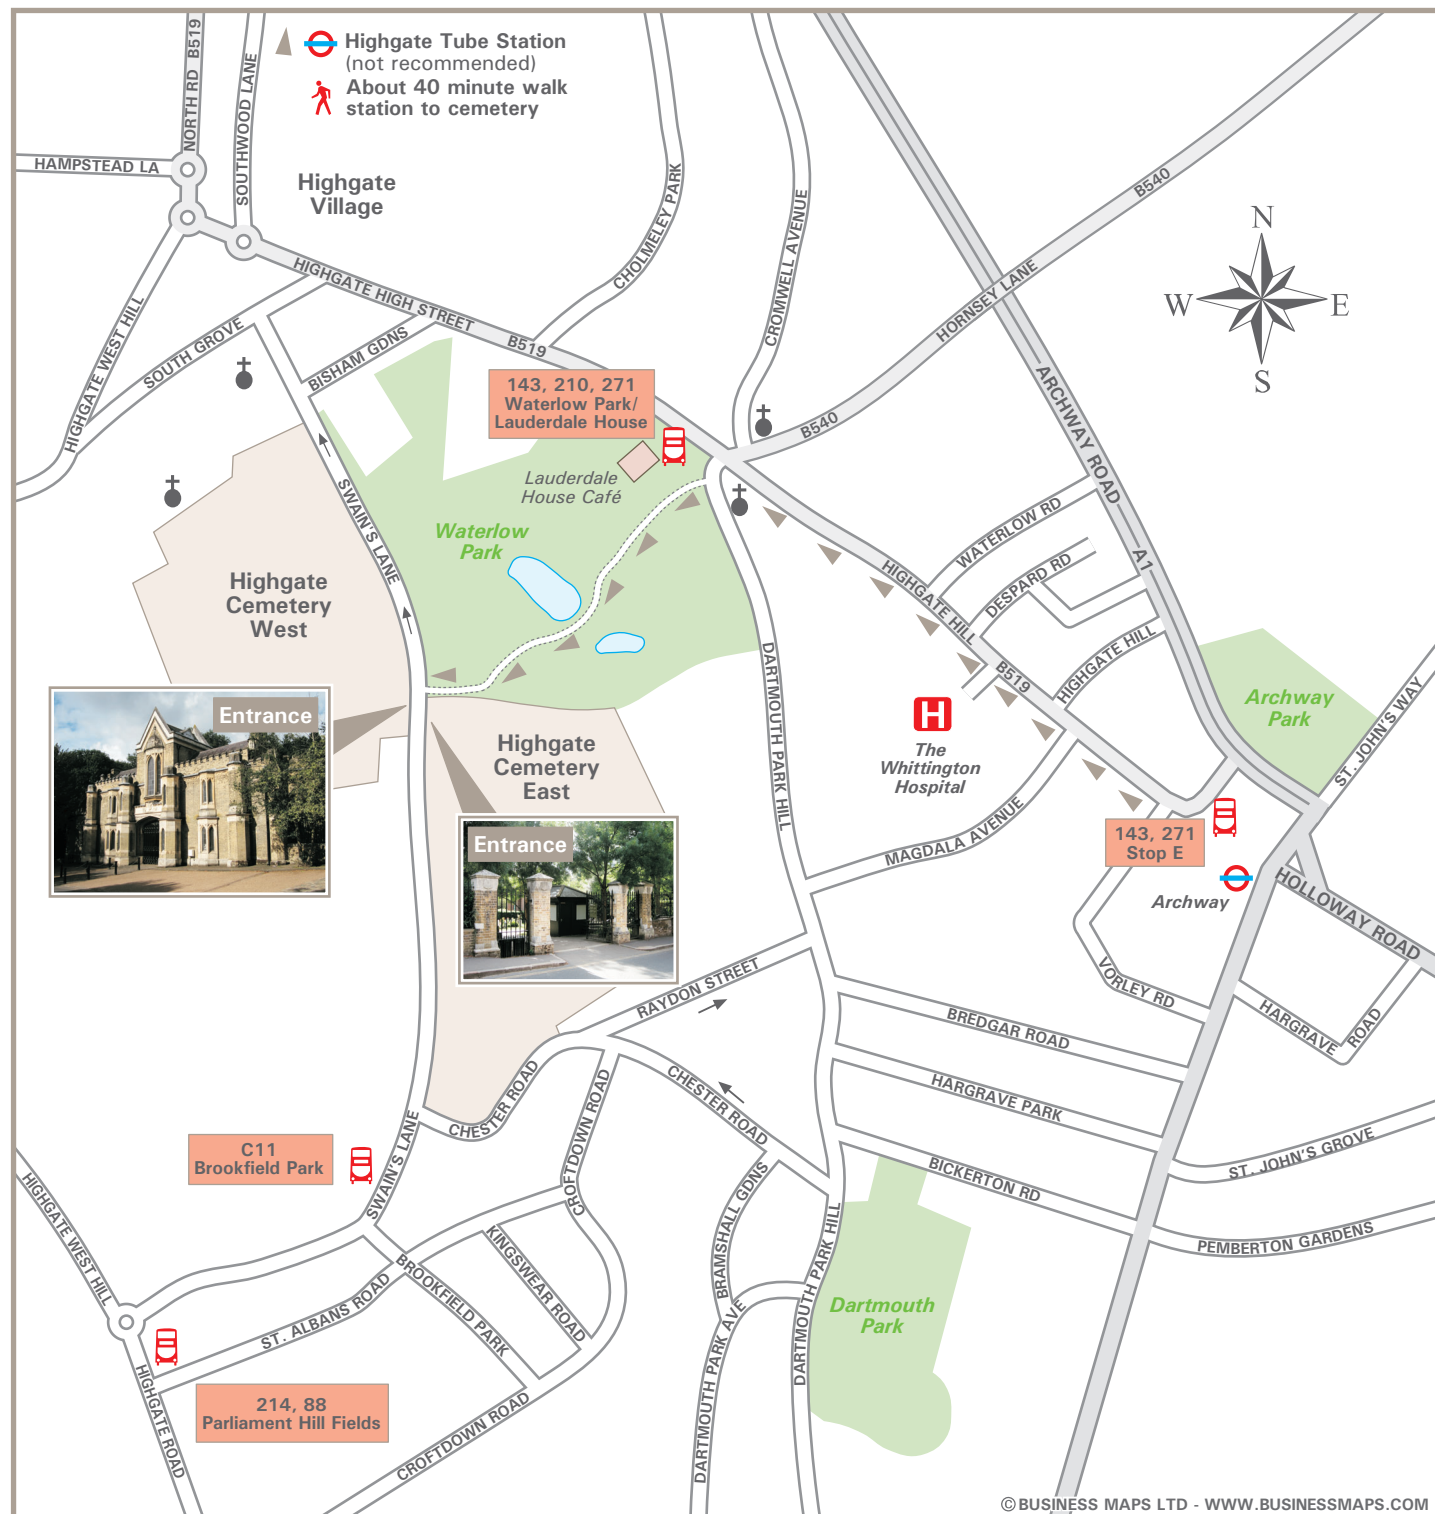 Highgate Tube Station
(not recommended)
About 40 minute walk
station to cemetery
NORTH RD B519
SOUTHWOOD LANE
HAMPSTEAD LA
Highgate
Village
HIGHGATE HIGH STREET
B519
CHOLMELEY PARK
CROMWELL AVENUE
B540
HORNSEY LANE
B540
N
W
E
S
HIGHGATE WEST HILL
SOUTH GROVE
BISHAM GDNS
143, 210, 271
Waterlow Park/
Lauderdale House
Lauderdale
House Café
Waterlow
Park
SWAIN'S LANE
ARCHWAY ROAD
A1
WATERLOW RD
DESPARD RD
HIGHGATE HILL
B519
HIGHGATE HILL
Highgate
Cemetery
West
Entrance
Highgate
Cemetery
East
Entrance
DARTMOUTH PARK HILL
H
The
Whittington
Hospital
Archway
Park
ST. JOHN'S WAY
MAGDALA AVENUE
143, 271
Stop E
Archway
HOLLOWAY ROAD
VORLEY RD
HARGRAVE
ROAD
RAYDON STREET
BREDGAR ROAD
HARGRAVE PARK
BICKERTON RD
ST. JOHN'S GROVE
PEMBERTON GARDENS
CHESTER ROAD
CHESTER ROAD
CROFTDOWN ROAD
C11
Brookfield Park
SWAIN'S LANE
HIGHGATE WEST HILL
ST. ALBANS ROAD
BROOKFIELD PARK
KINGSWEAR ROAD
BRAMSHALL GDNS
DARTMOUTH PARK HILL
DARTMOUTH PARK AVE
Dartmouth
Park
HIGHGATE ROAD
214, 88
Parliament Hill Fields
CROFTDOWN ROAD
©BUSINESS MAPS LTD - WWW.BUSINESSMAPS.COM